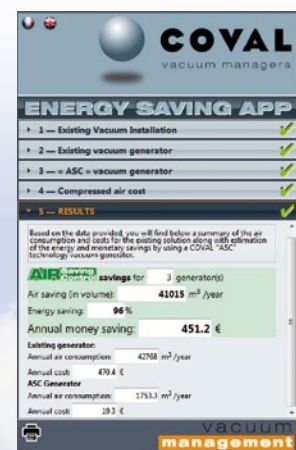 COVAL
vacuum managers
ENERGY SAVING APP
1 — Existing Vacuum Installation
2 — Existing vacuum generator
3 — « ASC » vacuum generator
4 — Compressed air cost
5 — RESULTS
Based on the data provided, you will find below a summary of the air
consumption and costs for the existing solution along with estimation
of the energy and monetary savings by using a COVAL "ASC"
technology vacuum generator.
AIR Saving Control savings for 3 generator(s)
Air saving (in volume): 41015 m³ /year
Energy saving: 96 %
Annual money saving: 451.2 €
Existing generator:
Annual air consumption: 42768 m³ /year
Annual cost: 470.4 €
ASC Generator
Annual air consumption: 1753.3 m³ /year
Annual cost: 19.3 €
vacuum
management